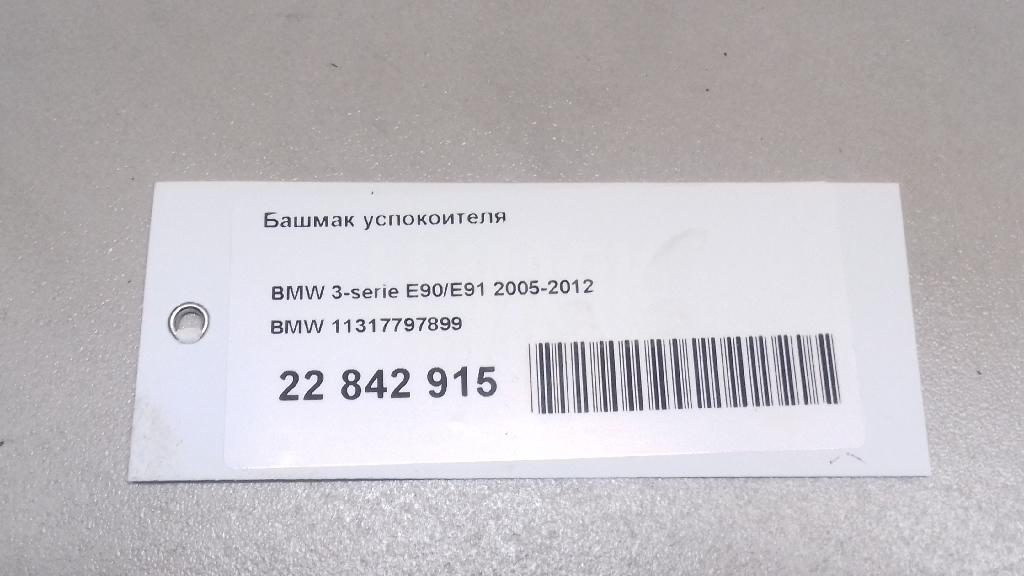 Башмак успокоителя
BMW 3-serie E90/E91 2005-2012
BMW 11317797899
22 842 915